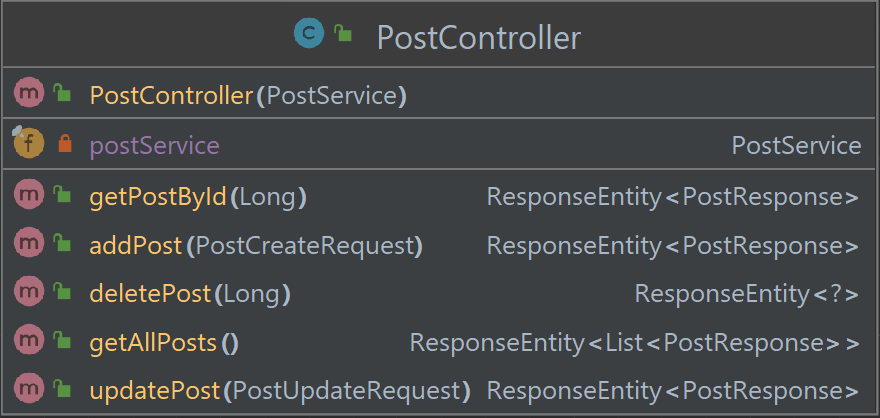 C PostController
m PostController(PostService)
f postService PostService
m getPostById(Long) ResponseEntity<PostResponse>
m addPost(PostCreateRequest) ResponseEntity<PostResponse>
m deletePost(Long) ResponseEntity<?>
m getAllPosts() ResponseEntity<List<PostResponse>>
m updatePost(PostUpdateRequest) ResponseEntity<PostResponse>